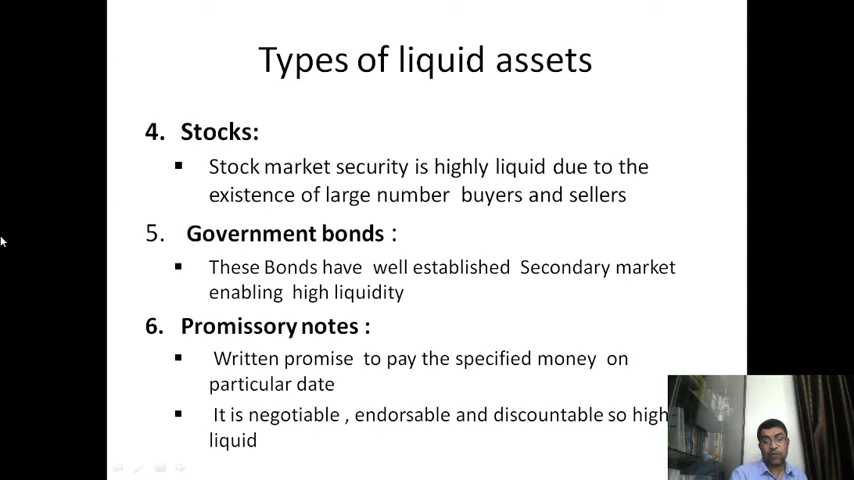 Types of liquid assets
4. Stocks:
Stock market security is highly liquid due to the
existence of large number buyers and sellers
5. Government bonds :
These Bonds have well established Secondary market
enabling high liquidity
6. Promissory notes :
Written promise to pay the specified money on
particular date
It is negotiable , endorsable and discountable so high
liquid